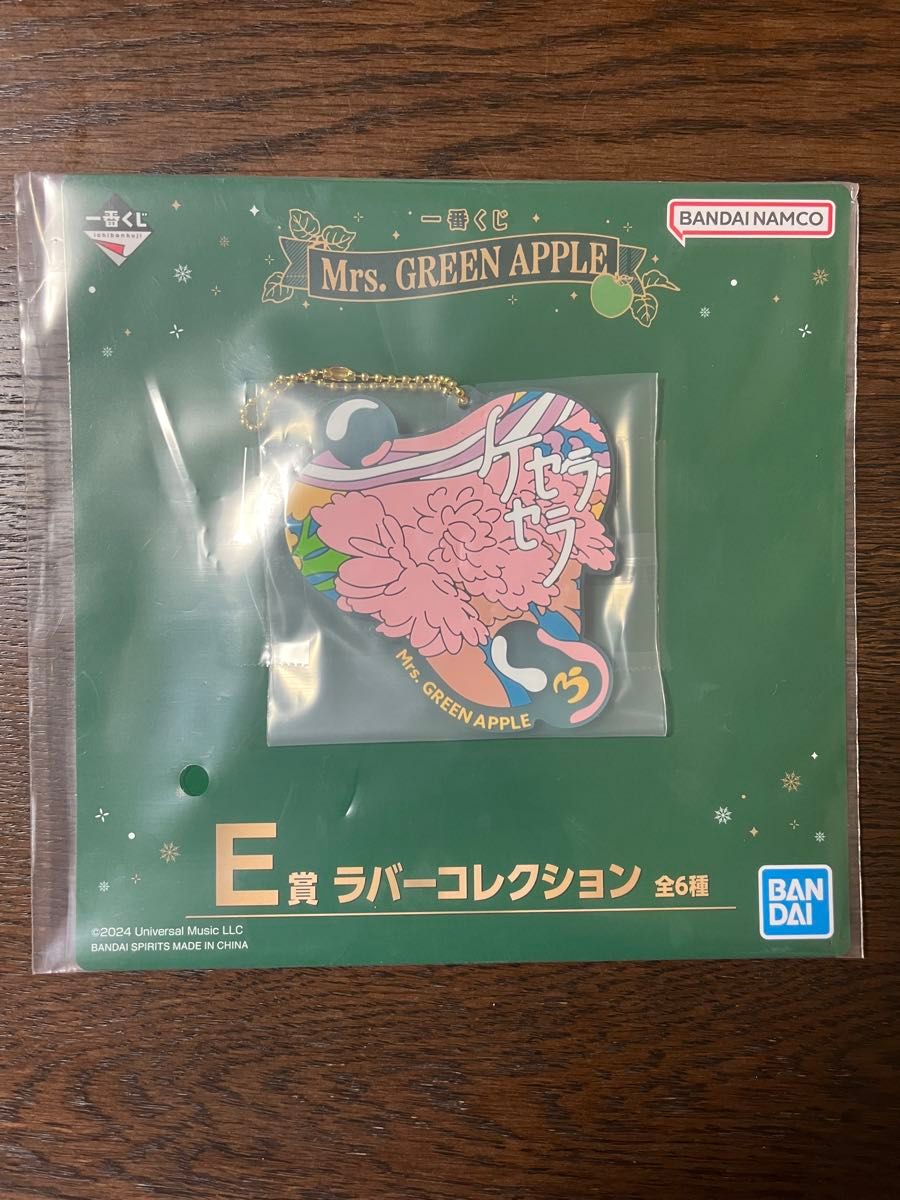 一番くじ
ichibankuji
一番くじ
Mrs. GREEN APPLE
BANDAI NAMCO
ケセラ
セラ
Mrs. GREEN APPLE
E賞 ラバーコレクション 全6種
©2024 Universal Music LLC
BANDAI SPIRITS MADE IN CHINA
BAN
DAI